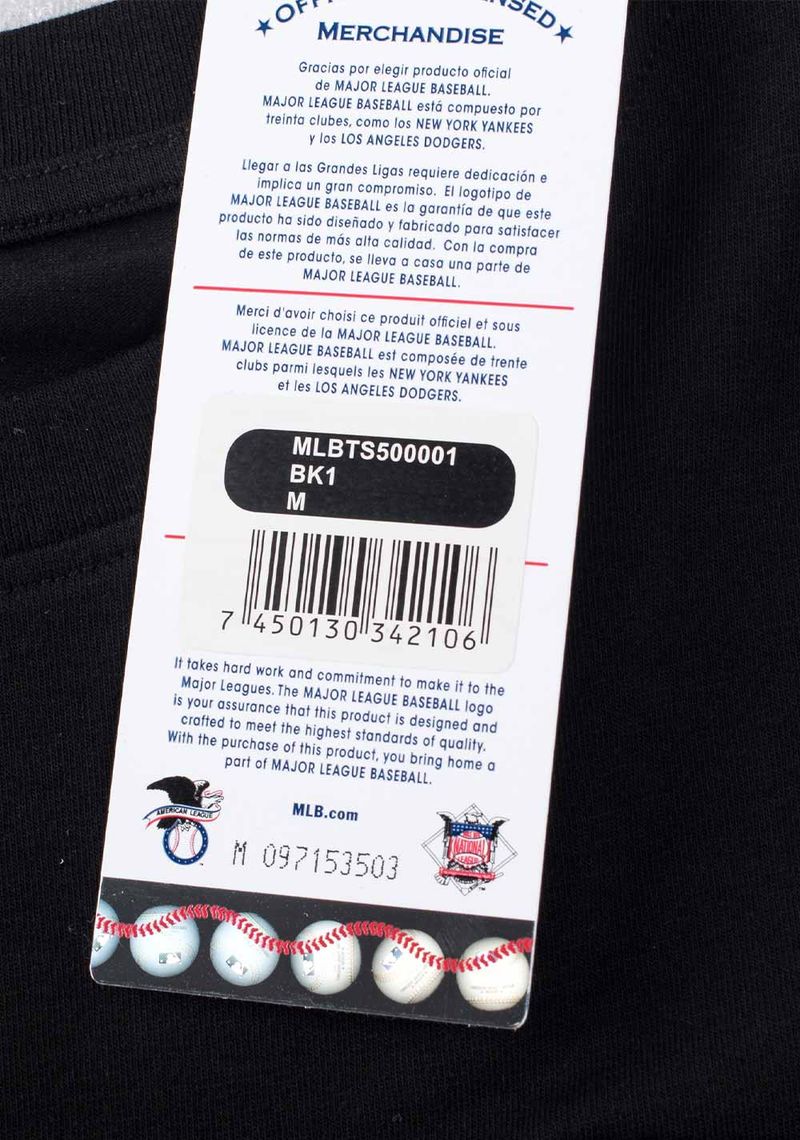 MERCHANDISE
Gracias por elegir producto oficial
de MAJOR LEAGUE BASEBALL.
MAJOR LEAGUE BASEBALL está compuesto por
treinta clubes, como los NEW YORK YANKEES
y los LOS ANGELES DODGERS.
Llegar a las Grandes Ligas requiere dedicación e
implica un gran compromiso. El logotipo de
MAJOR LEAGUE BASEBALL es la garantía de que este
producto ha sido diseñado y fabricado para satisfacer
las normas de más alta calidad. Con la compra
de este producto, se lleva a casa una parte de
MAJOR LEAGUE BASEBALL.
Merci d'avoir choisi ce produit officiel et sous
licence de la MAJOR LEAGUE BASEBALL.
MAJOR LEAGUE BASEBALL est composée de trente
clubs parmi lesquels les NEW YORK YANKEES
et les LOS ANGELES DODGERS.
MLBTS500001
BK1
M
7 450130 342106
It takes hard work and commitment to make it to the
Major Leagues. The MAJOR LEAGUE BASEBALL logo
is your assurance that this product is designed and
crafted to meet the highest standards of quality.
With the purchase of this product, you bring home a
part of MAJOR LEAGUE BASEBALL.
AMERICAN LEAGUE
MLB.com
NATIONAL
LEAGUE
M 097153503